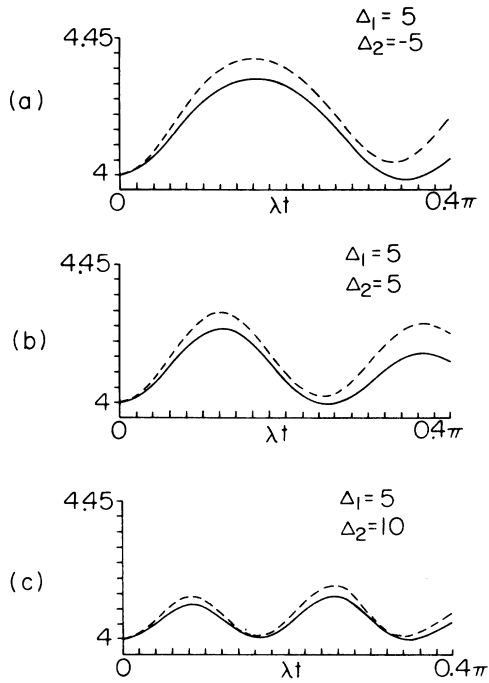 4.45
Δ₁ = 5
Δ₂ = -5
(a)
4
0
λt
0.4π
4.45
Δ₁ = 5
Δ₂ = 5
(b)
4
0
λt
0.4π
4.45
Δ₁ = 5
Δ₂ = 10
(c)
4
0
λt
0.4π